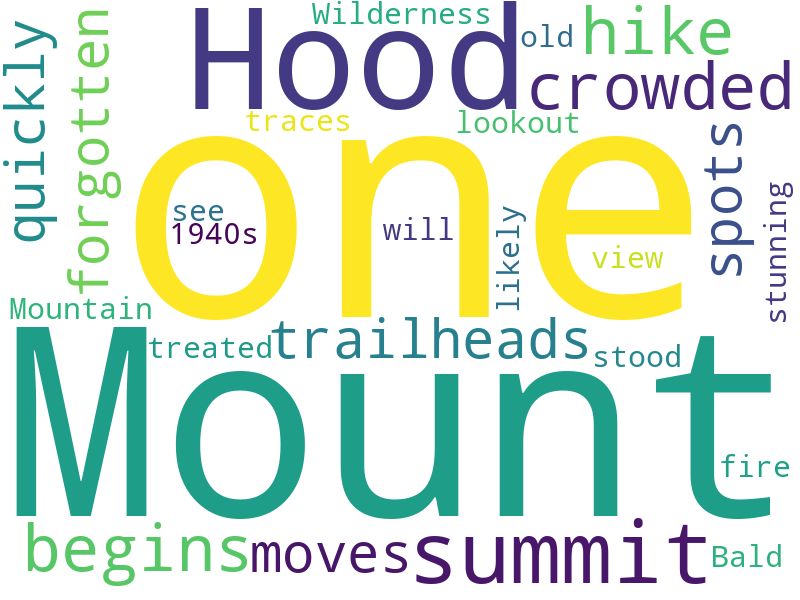 Wilderness
Hood
old
hike
crowded
quickly
forgotten
traces
lookout
one
see
1940s
will
likely
view
spots
stunning
Mountain
treated
trailheads
stood
Mount
fire
begins
moves
summit
Bald